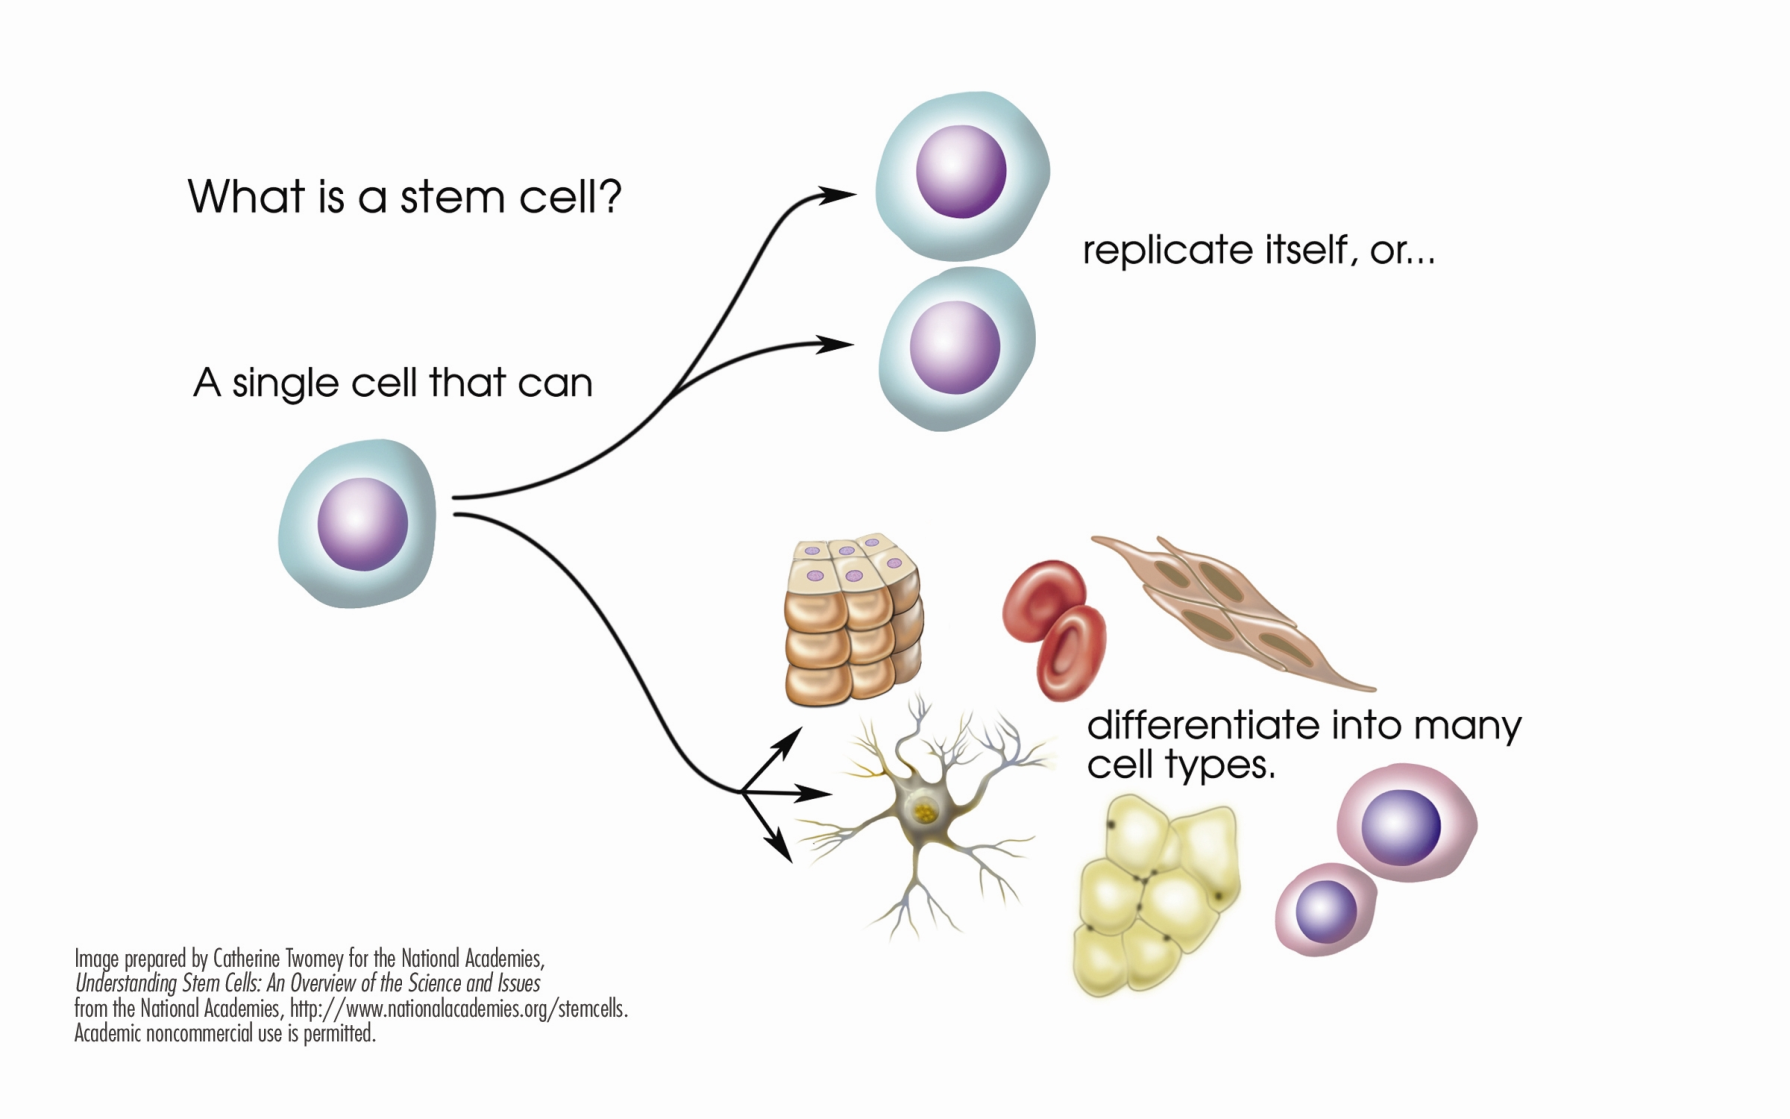 What is a stem cell?
replicate itself, or...
A single cell that can
differentiate into many
cell types.
Image prepared by Catherine Twomey for the National Academies,
Understanding Stem Cells: An Overview of the Science and Issues
from the National Academies, http://www.nationalacademies.org/stemcells.
Academic noncommercial use is permitted.